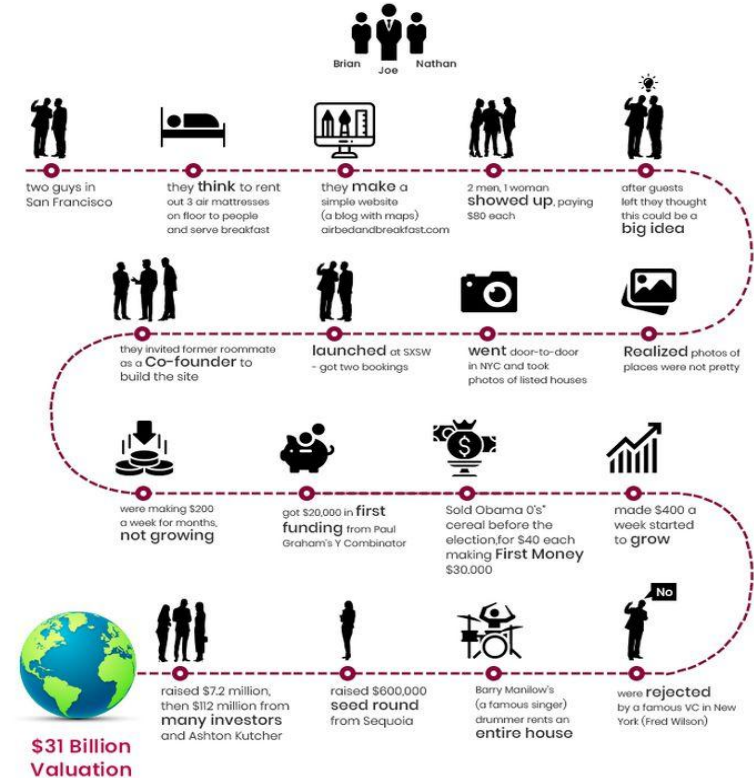 Brian
Joe
Nathan
two guys in
San Francisco
they think to rent
out 3 air mattresses
on floor to people
and serve breakfast
they make a
simple website
(a blog with maps)
airbedandbreakfast.com
2 men, 1 woman
showed up, paying
$80 each
after guests
left they thought
this could be a
big idea
they invited former roommate
as a Co-founder to
build the site
launched at SXSW
- got two bookings
went door-to-door
in NYC and took
photos of listed houses
Realized photos of
places were not pretty
were making $200
a week for months,
not growing
got $20,000 in first
funding from Paul
Graham's Y Combinator
$
Sold Obama 0's"
cereal before the
election,for $40 each
making First Money
$30.000
made $400 a
week started
to grow
raised $7.2 million,
then $112 million from
many investors
and Ashton Kutcher
raised $600,000
seed round
from Sequoia
Barry Manilow's
(a famous singer)
drummer rents an
entire house
No
were rejected
by a famous VC in New
York (Fred Wilson)
$31 Billion
Valuation